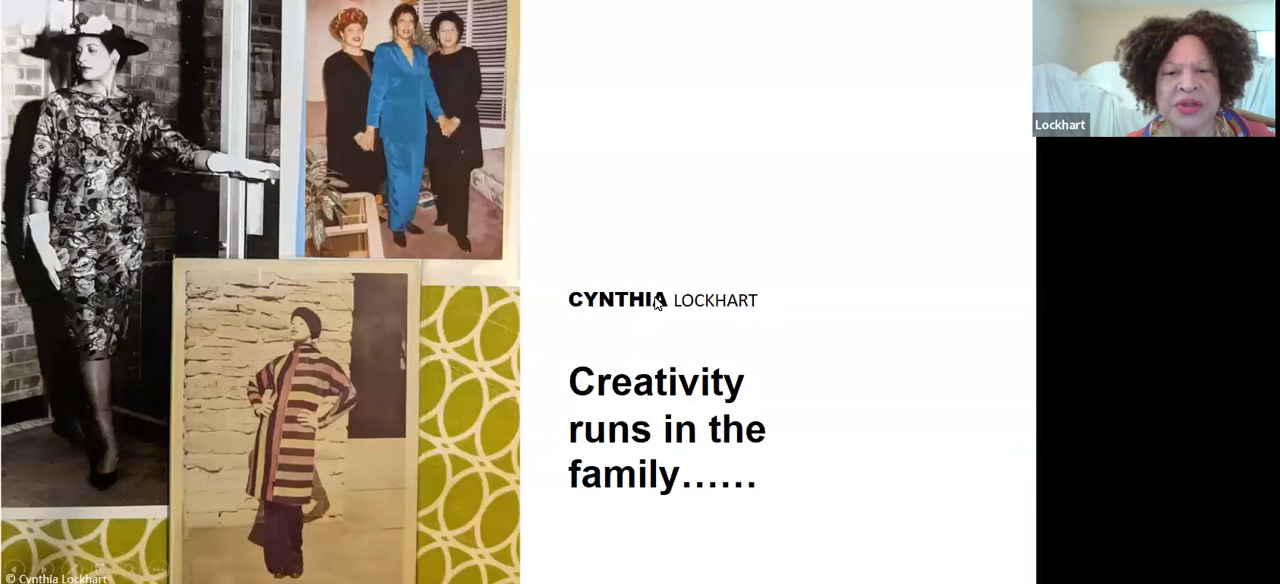 Lockhart
CYNTHIA LOCKHART
Creativity
runs in the
family......
© Cynthia Lockhart